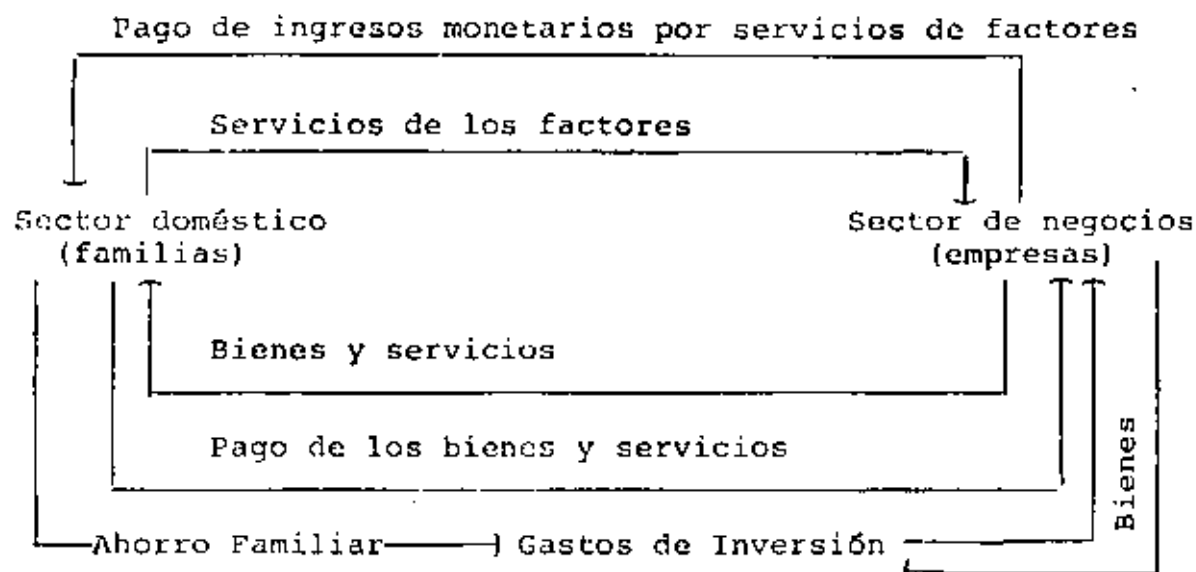 Pago de ingresos monetarios por servicios de factores
Servicios de los factores
Sector doméstico
(familias)
Sector de negocios
(empresas)
Bienes y servicios
Pago de los bienes y servicios
Bienes
Ahorro Familiar
Gastos de Inversión